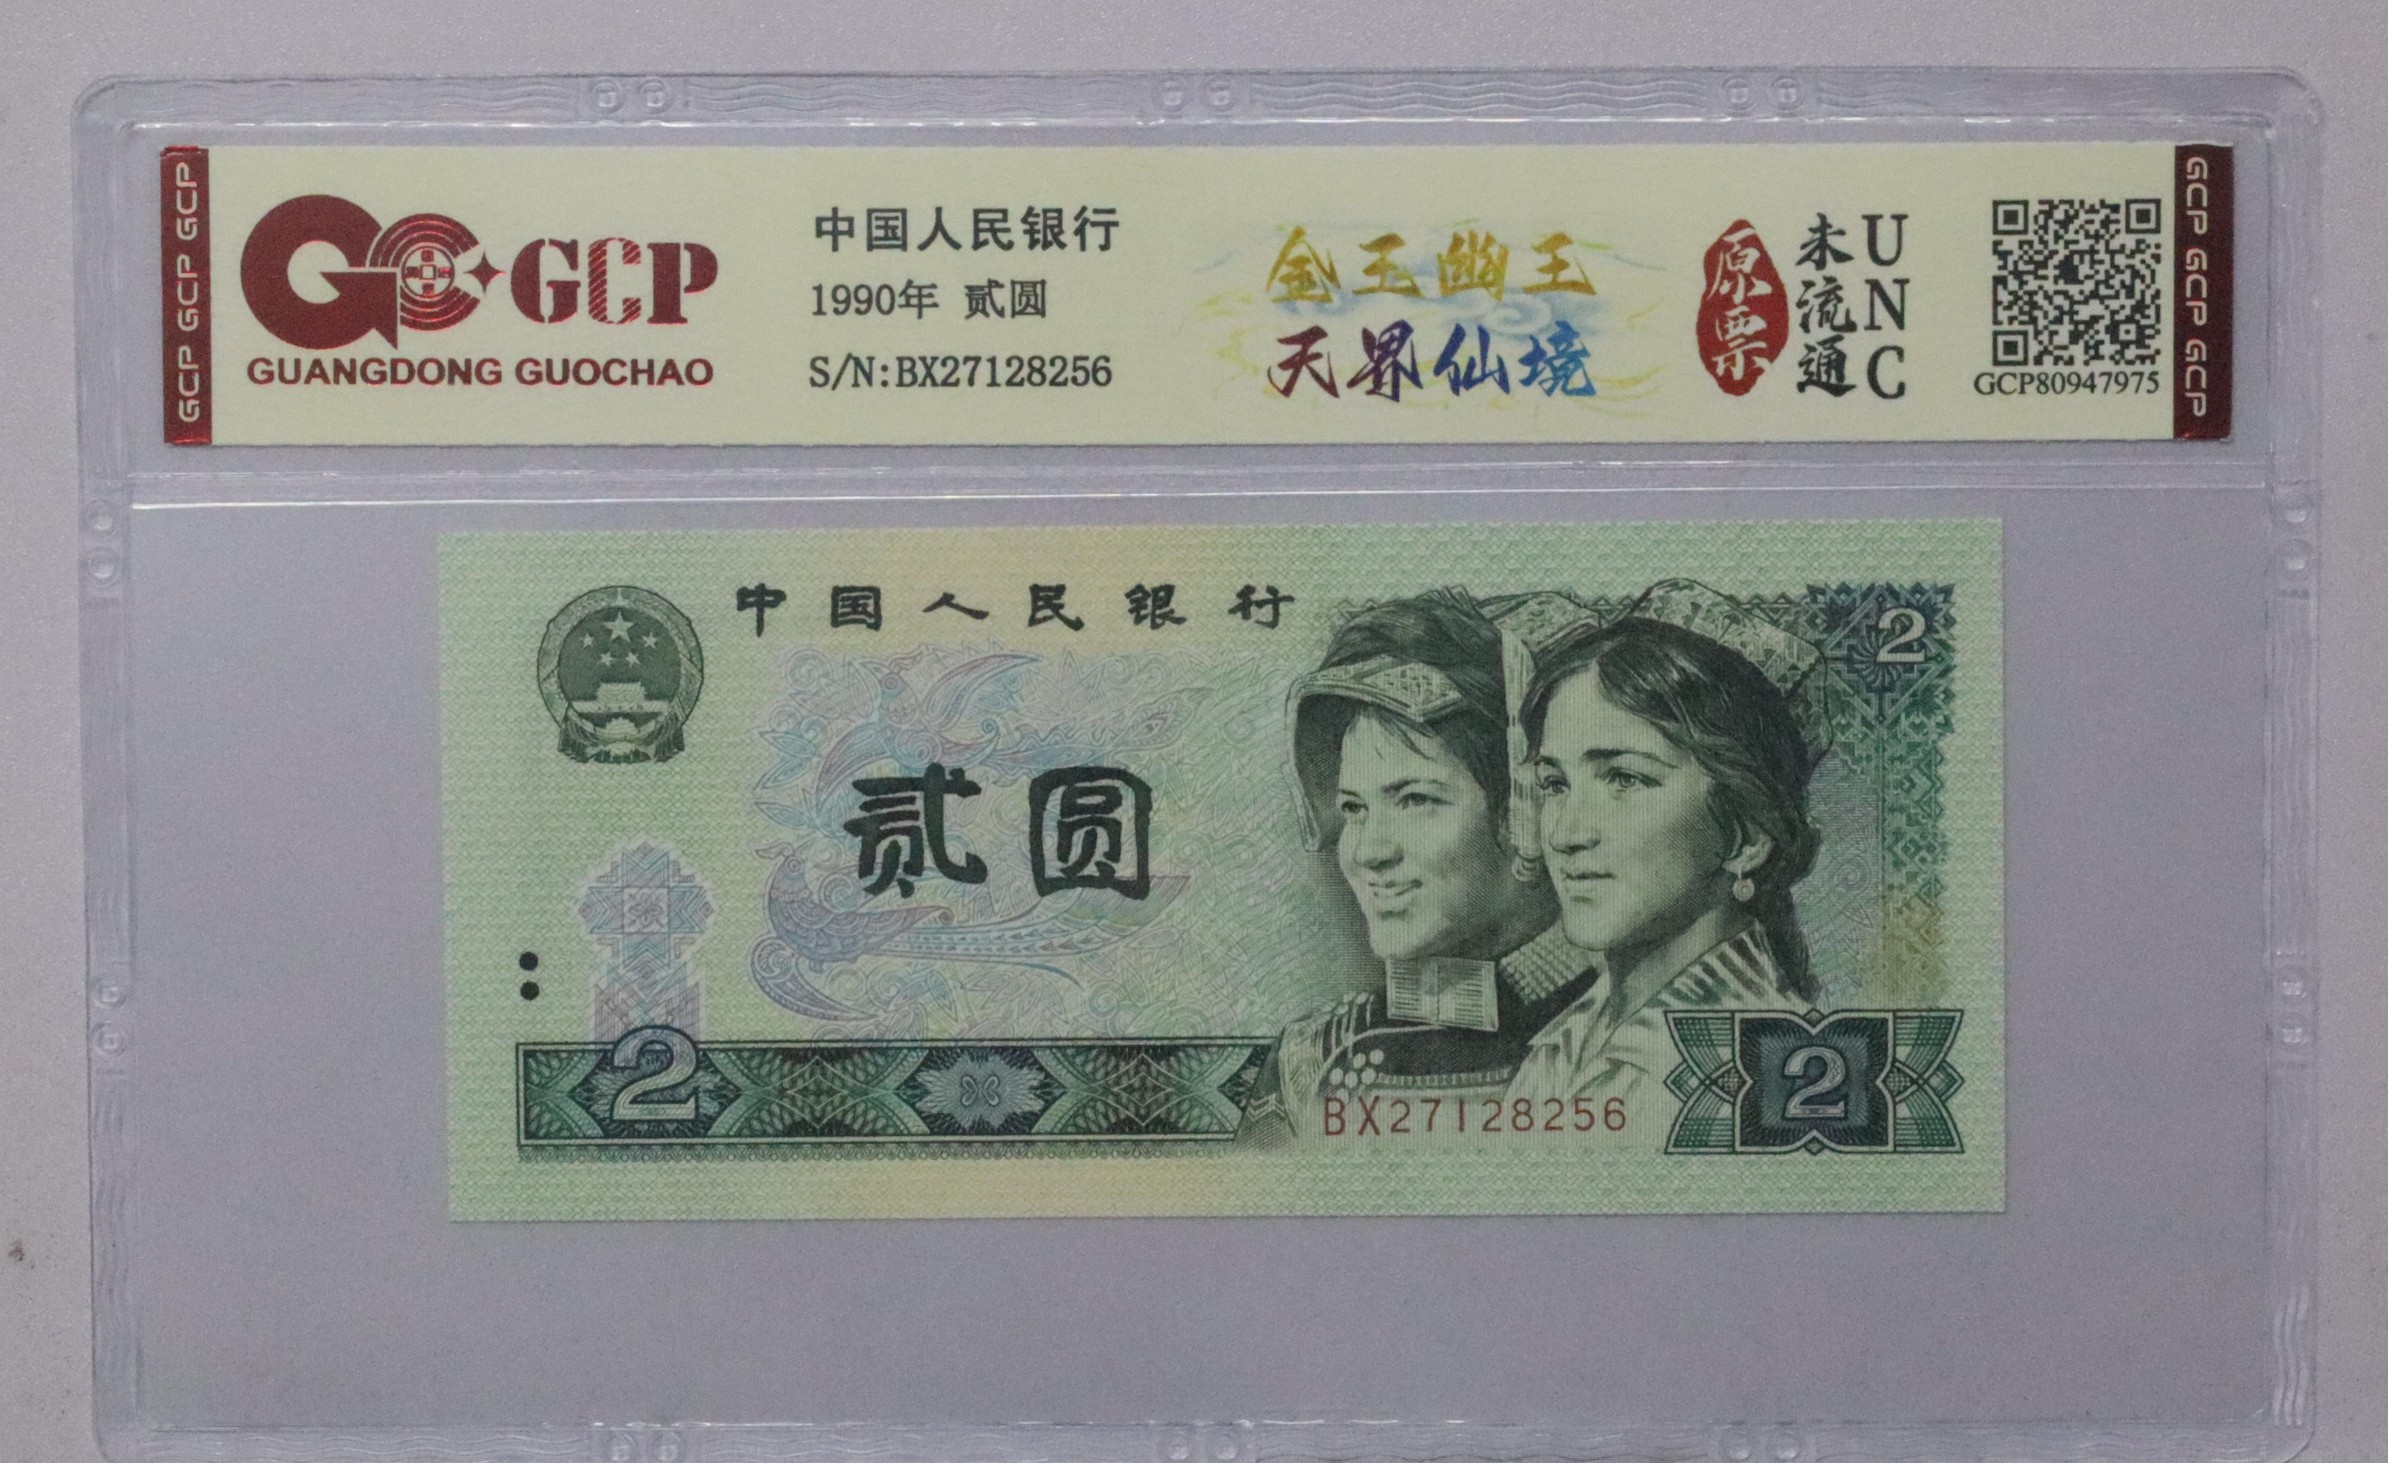 GCP GCP GCP
GCP
GUANGDONG GUOCHAO
中国人民银行
1990年 贰圆
S/N:BX27128256
金玉幽王
天界仙境
原票
未流通
UNC
GCP80947975
GCP GCP GCP
中国人民银行
2
贰圆
2
BX27128256
2